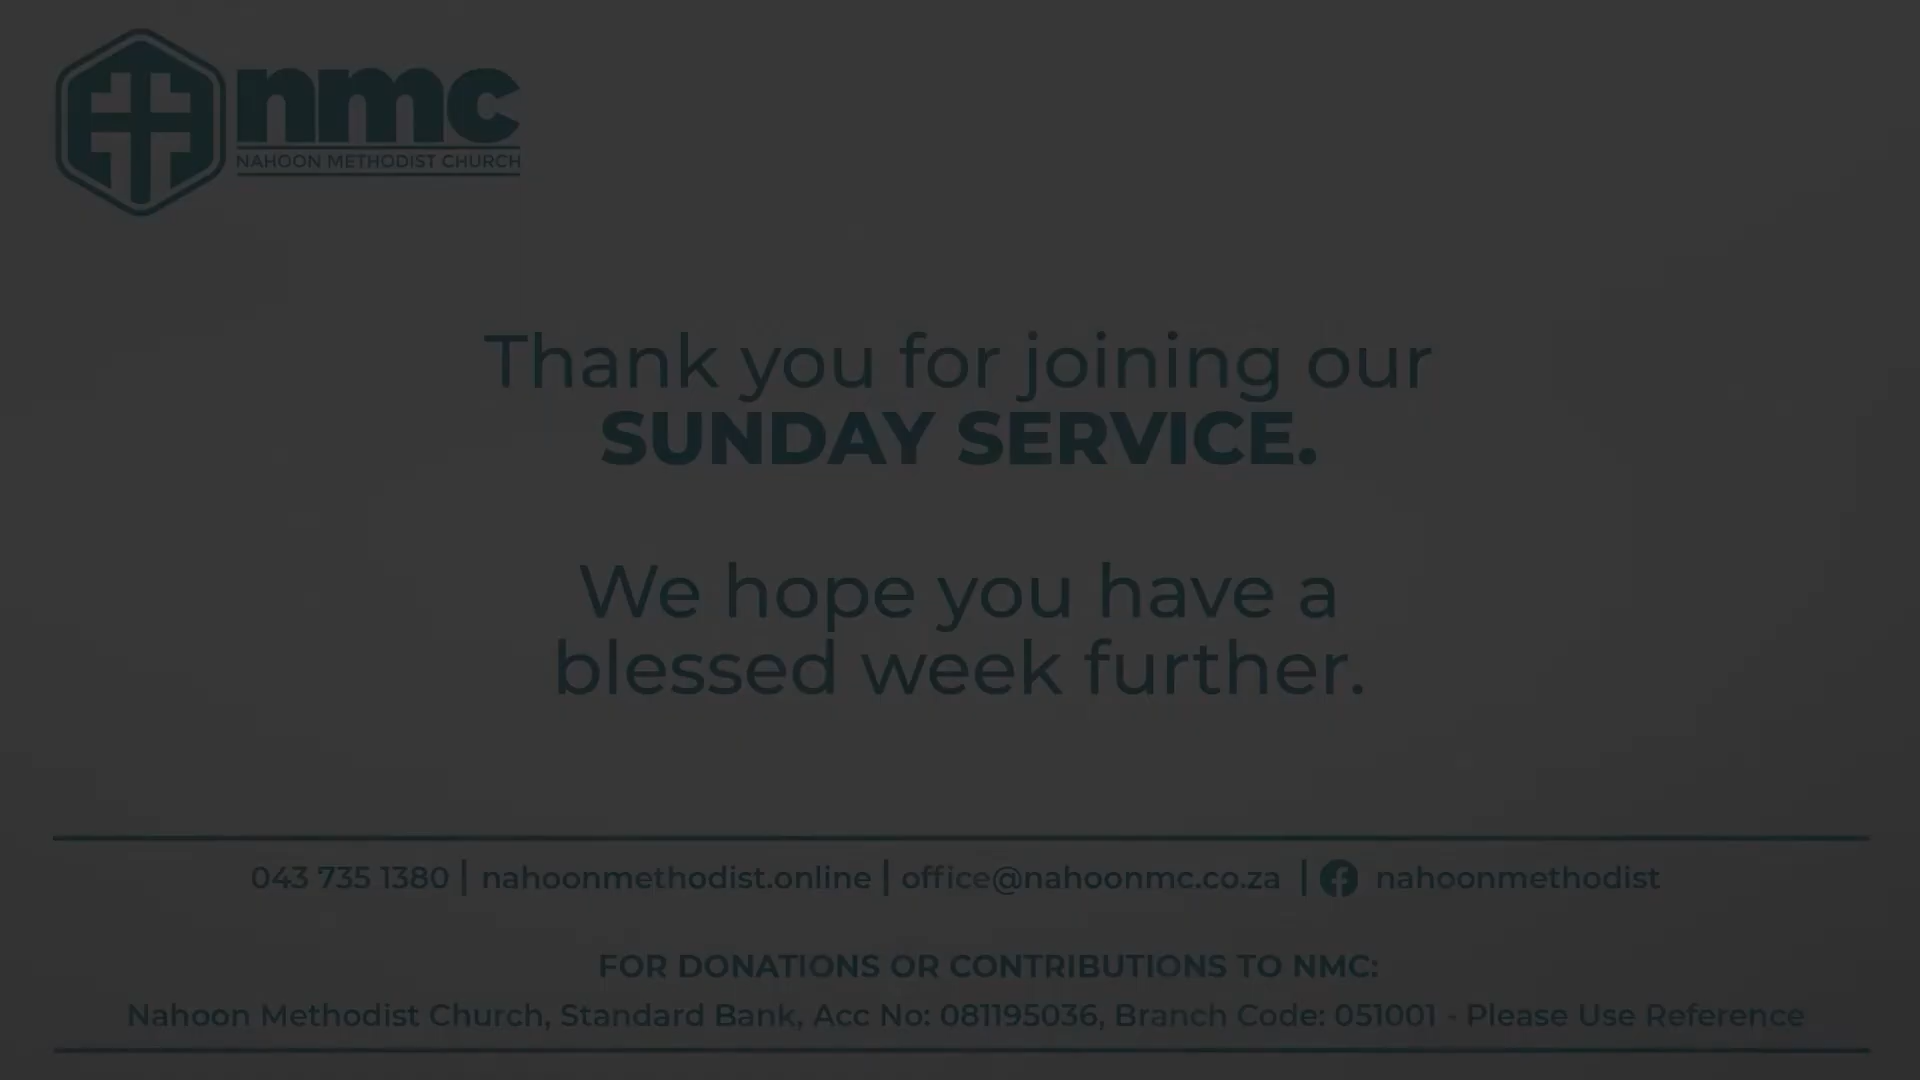 nmc
NAHOON METHODIST CHURCH
Thank you for joining our
SUNDAY SERVICE.
We hope you have a
blessed week further.
043 735 1380 | nahoonmethodist.online | office@nahoonmc.co.za | nahoonmethodist
FOR DONATIONS OR CONTRIBUTIONS TO NMC:
Nahoon Methodist Church, Standard Bank, Acc No: 081195036, Branch Code: 051001 - Please Use Reference